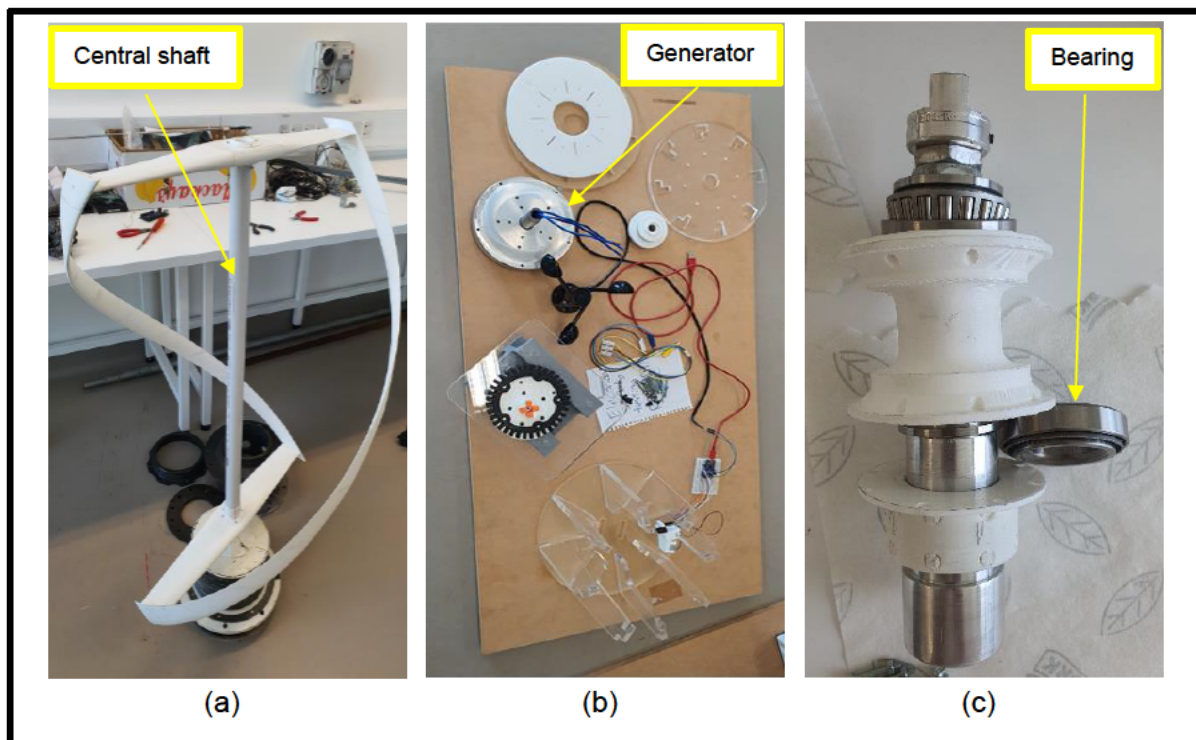 Central shaft
Generator
Bearing
(a)
(b)
(c)